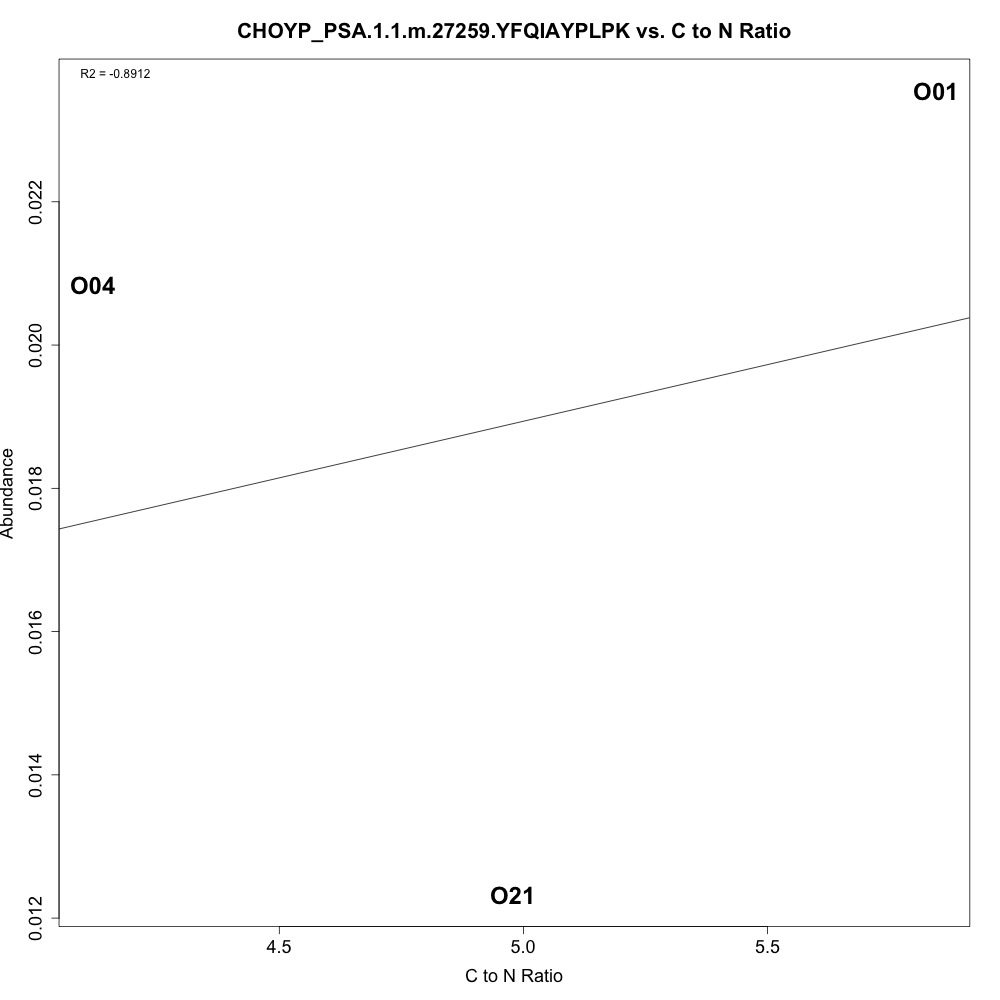 CHOYP_PSA.1.1.m.27259.YFQIAYPLPK vs. C to N Ratio
R2 = -0.8912
O01
O04
O21
Abundance
0.022
0.020
0.018
0.016
0.014
0.012
4.5 5.0 5.5
C to N Ratio